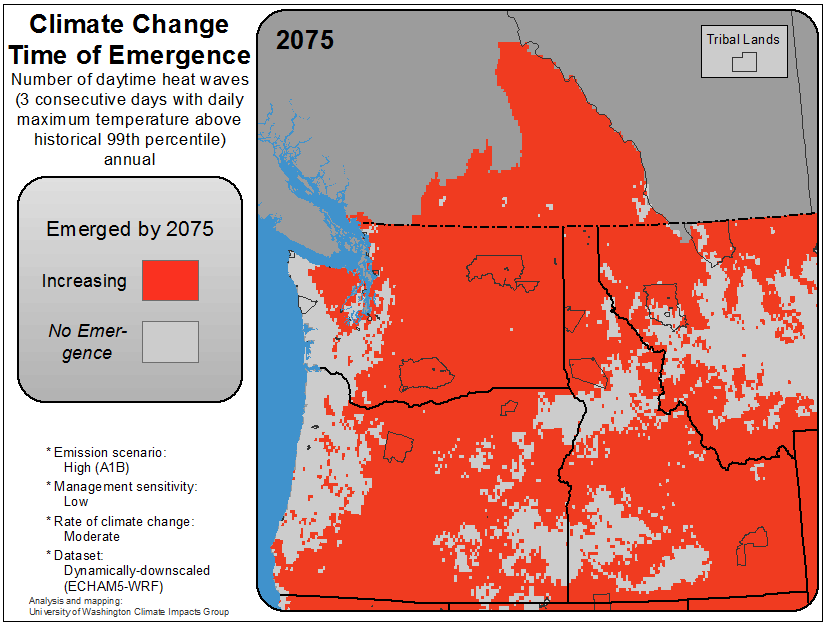 Climate Change
Time of Emergence
Number of daytime heat waves
(3 consecutive days with daily
maximum temperature above
historical 99th percentile)
annual
Emerged by 2075
Increasing
No Emer-
gence
* Emission scenario:
High (A1B)
* Management sensitivity:
Low
* Rate of climate change:
Moderate
* Dataset:
Dynamically-downscaled
(ECHAM5-WRF)
Analysis and mapping:
University of Washington Climate Impacts Group
2075
Tribal Lands